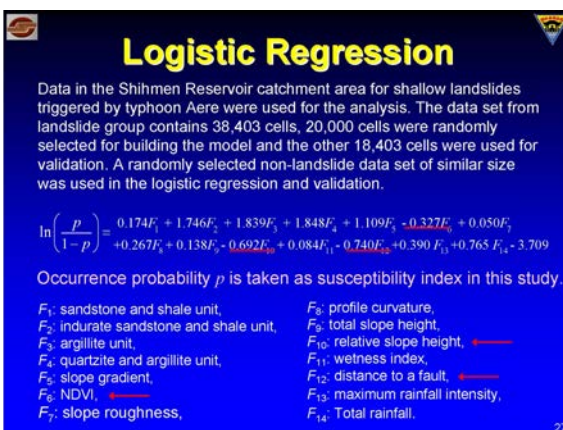 Logistic Regression
Data in the Shihmen Reservoir catchment area for shallow landslides
triggered by typhoon Aere were used for the analysis. The data set from
landslide group contains 38,403 cells, 20,000 cells were randomly
selected for building the model and the other 18,403 cells were used for
validation. A randomly selected non-landslide data set of similar size
was used in the logistic regression and validation.
ln(p/(1-p)) = 0.174F₁ + 1.746F₂ + 1.839F₃ + 1.848F₄ + 1.109F₅ - 0.327F₆ + 0.050F₇
+0.267F₈ + 0.138F₉ - 0.692F₁₀ + 0.084F₁₁ - 0.740F₁₂ +0.390 F₁₃ +0.765 F₁₄ - 3.709
Occurrence probability p is taken as susceptibility index in this study.
F₁: sandstone and shale unit,
F₂: indurate sandstone and shale unit,
F₃: argillite unit,
F₄: quartzite and argillite unit,
F₅: slope gradient,
F₆: NDVI,
F₇: slope roughness,
F₈: profile curvature,
F₉: total slope height,
F₁₀: relative slope height,
F₁₁: wetness index,
F₁₂: distance to a fault,
F₁₃: maximum rainfall intensity,
F₁₄: Total rainfall.